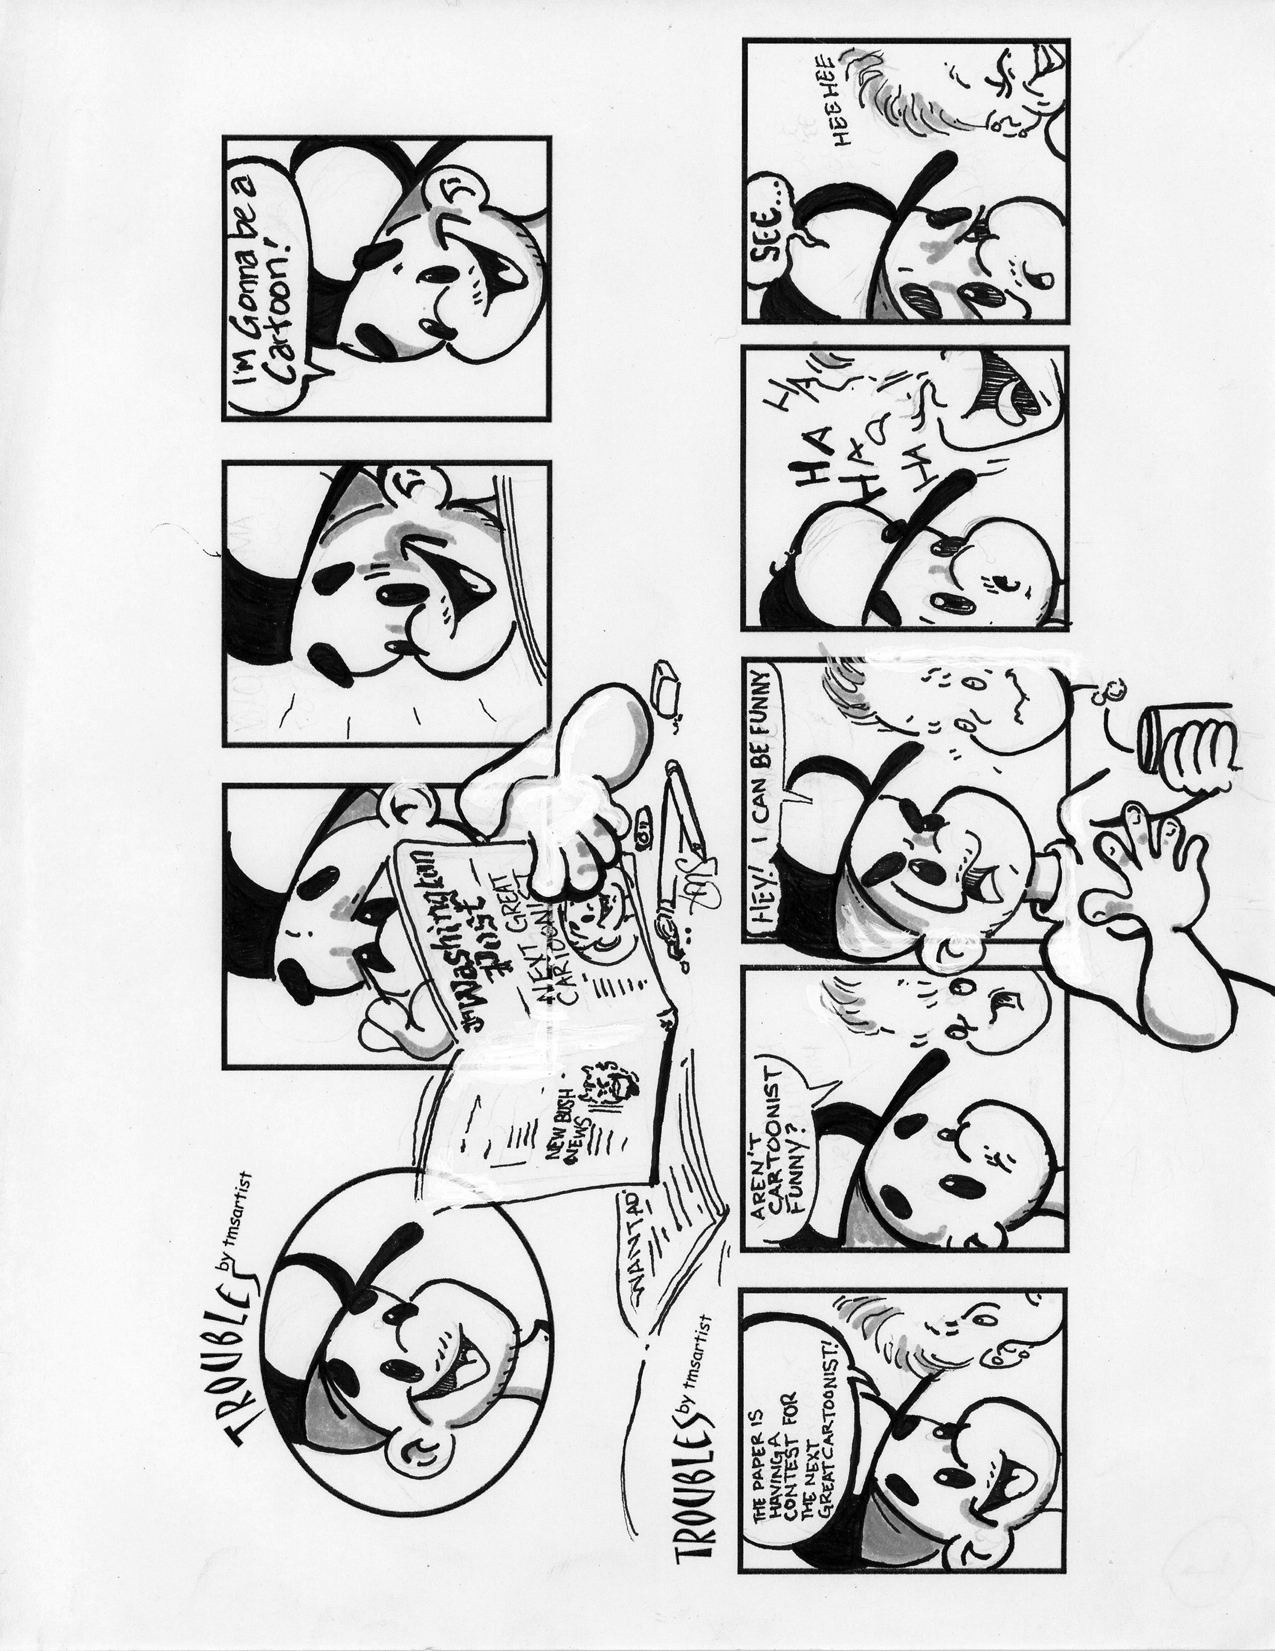 TROUBLES
by tmsartist
NEW BUSH
NEWS
The Washington
Post
NEXT GREAT
CARTOONIST
WANT AD
I'm Gonna be a
Cartoon!
TROUBLES
by tmsartist
THE PAPER IS
HAVING A
CONTEST FOR
THE NEXT
GREAT CARTOONIST!
AREN'T
CARTOONIST
FUNNY?
HEY! I CAN BE FUNNY
HA
HA
HA
HA
SEE...
HEE HEE